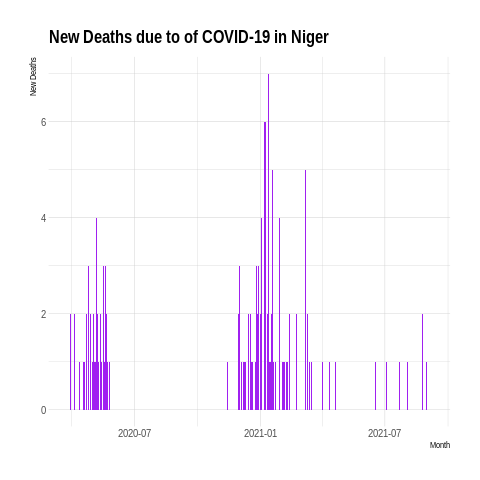 New Deaths due to of COVID-19 in Niger
New Deaths
6
4
2
0
2020-07
2021-01
2021-07
Month